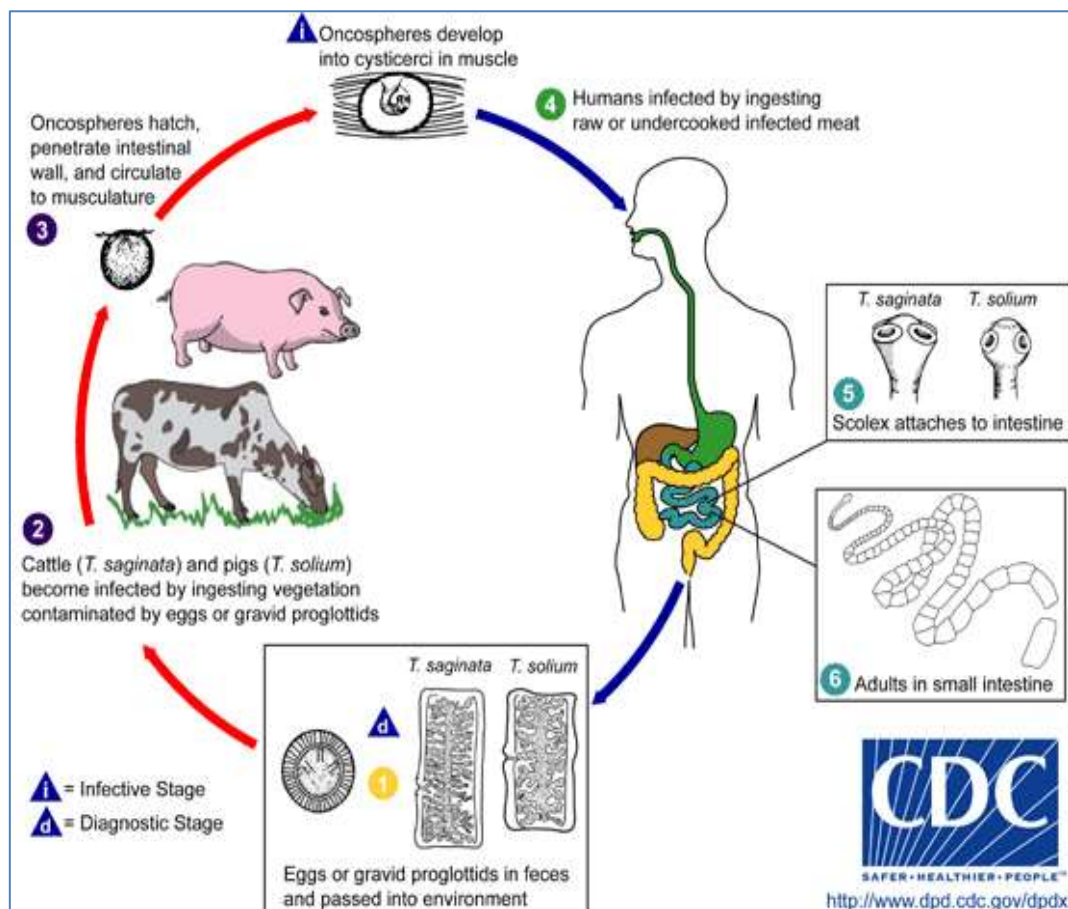 i
Oncospheres develop
into cysticerci in muscle
4
Humans infected by ingesting
raw or undercooked infected meat
Oncospheres hatch,
penetrate intestinal
wall, and circulate
to musculature
3
T. saginata T. solium
5
Scolex attaches to intestine
2
Cattle (T. saginata) and pigs (T. solium)
become infected by ingesting vegetation
contaminated by eggs or gravid proglottids
6 Adults in small intestine
T. saginata T. solium
d
1
Eggs or gravid proglottids in feces
and passed into environment
i = Infective Stage
d = Diagnostic Stage
CDC
SAFER·HEALTHIER·PEOPLE™
http://www.dpd.cdc.gov/dpdx